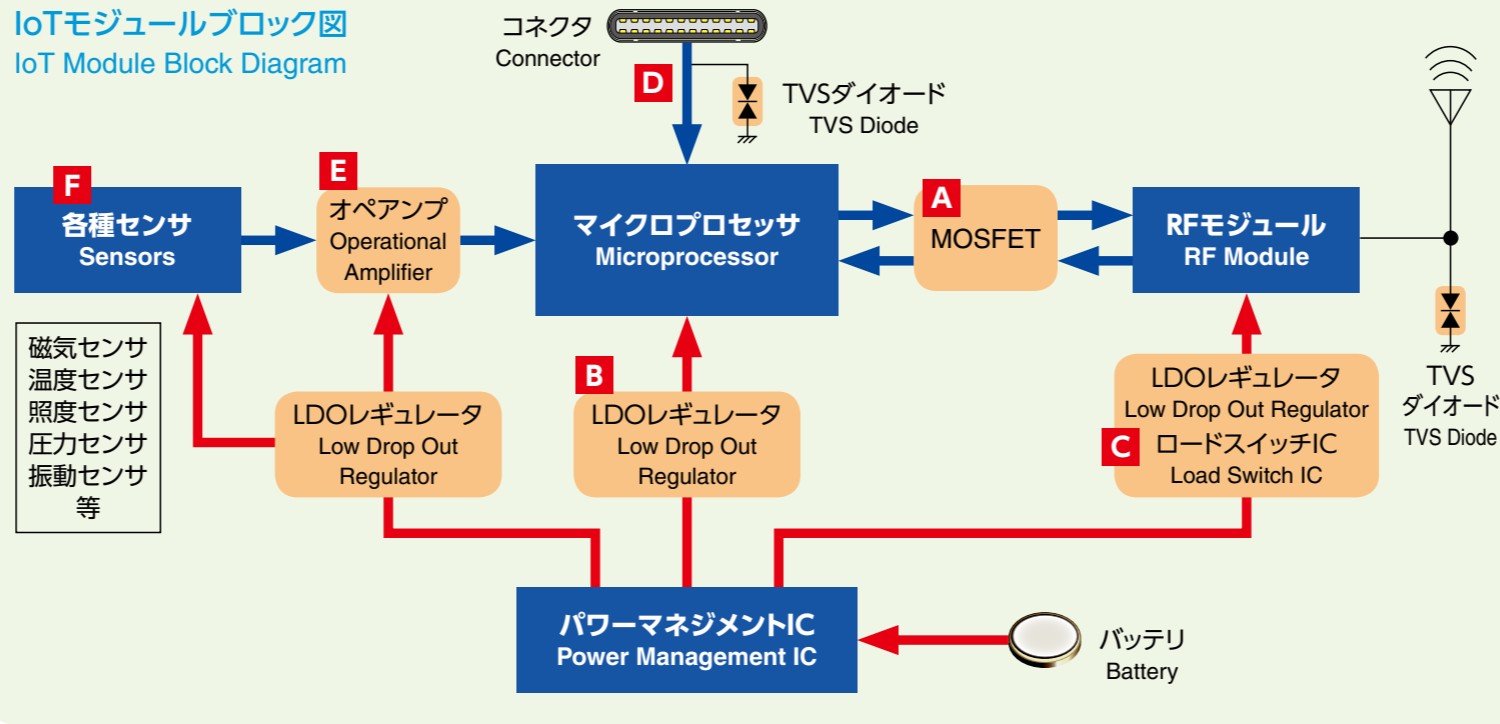 IoTモジュールブロック図
IoT Module Block Diagram
コネクタ
Connector
D
TVSダイオード
TVS Diode
F
各種センサ
Sensors
E
オペアンプ
Operational
Amplifier
マイクロプロセッサ
Microprocessor
A
MOSFET
RFモジュール
RF Module
磁気センサ
温度センサ
照度センサ
圧力センサ
振動センサ
等
LDOレギュレータ
Low Drop Out
Regulator
B
LDOレギュレータ
Low Drop Out
Regulator
LDOレギュレータ
Low Drop Out Regulator
C
ロードスイッチIC
Load Switch IC
TVS
ダイオード
TVS Diode
パワーマネジメントIC
Power Management IC
バッテリ
Battery